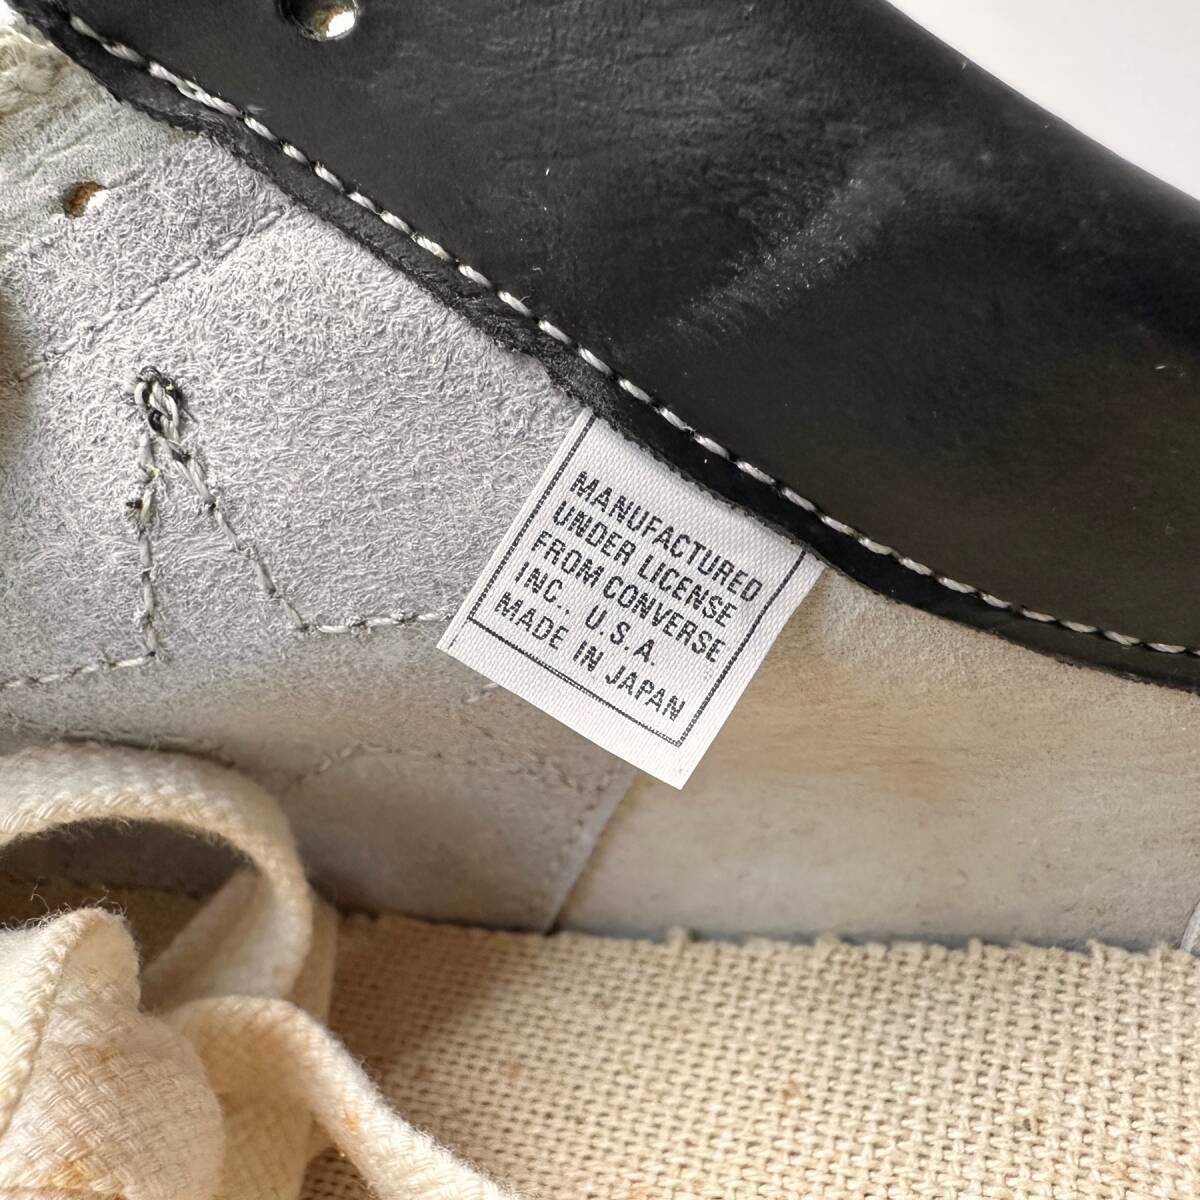 MANUFACTURED
UNDER LICENSE
FROM CONVERSE
INC., U.S.A.
MADE IN JAPAN